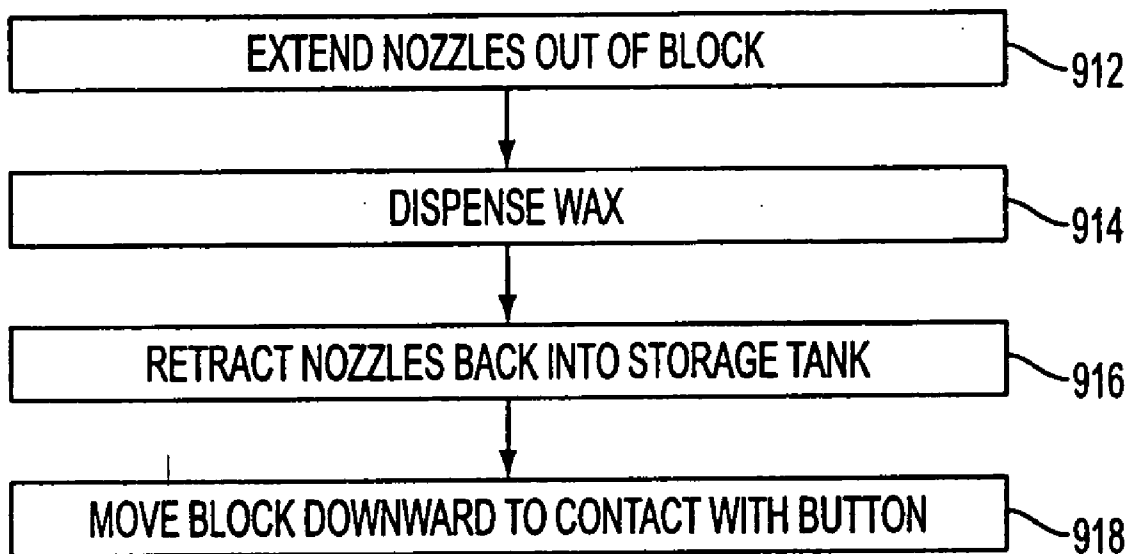 EXTEND NOZZLES OUT OF BLOCK
912
DISPENSE WAX
914
RETRACT NOZZLES BACK INTO STORAGE TANK
916
MOVE BLOCK DOWNWARD TO CONTACT WITH BUTTON
918